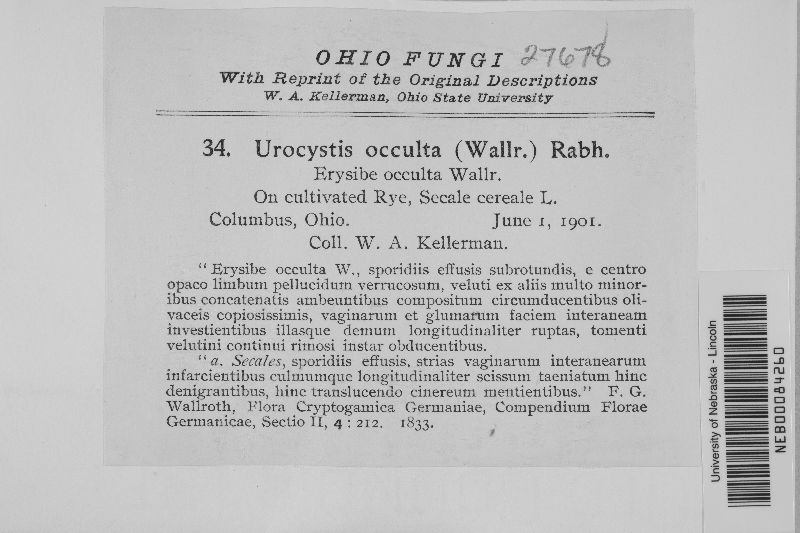 OHIO FUNGI 27678
With Reprint of the Original Descriptions
W. A. Kellerman, Ohio State University
34. Urocystis occulta (Wallr.) Rabh.
Erysibe occulta Wallr.
On cultivated Rye, Secale cereale L.
Columbus, Ohio. June 1, 1901.
Coll. W. A. Kellerman.
“Erysibe occulta W., sporidiis effusis subrotundis, e centro
opaco limbum pellucidum verrucosum, veluti ex aliis multo minor-
ibus concatenatis ambeuntibus compositum circumducentibus oli-
vaceis copiosissimis, vaginarum et glumarum faciem interaneam
investientibus illasque demum longitudinaliter ruptas, tomenti
velutini continui rimosi instar obducentibus.
“a. Secales, sporidiis effusis, strias vaginarum interanearum
infarcientibus culmumque longitudinaliter scissum taeniatum hinc
denigrantibus, hinc translucendo cinereum mentientibus.” F. G.
Wallroth, Flora Cryptogamica Germaniae, Compendium Florae
Germanicae, Sectio II, 4 : 212. 1833.
University of Nebraska - Lincoln
NEB00084260